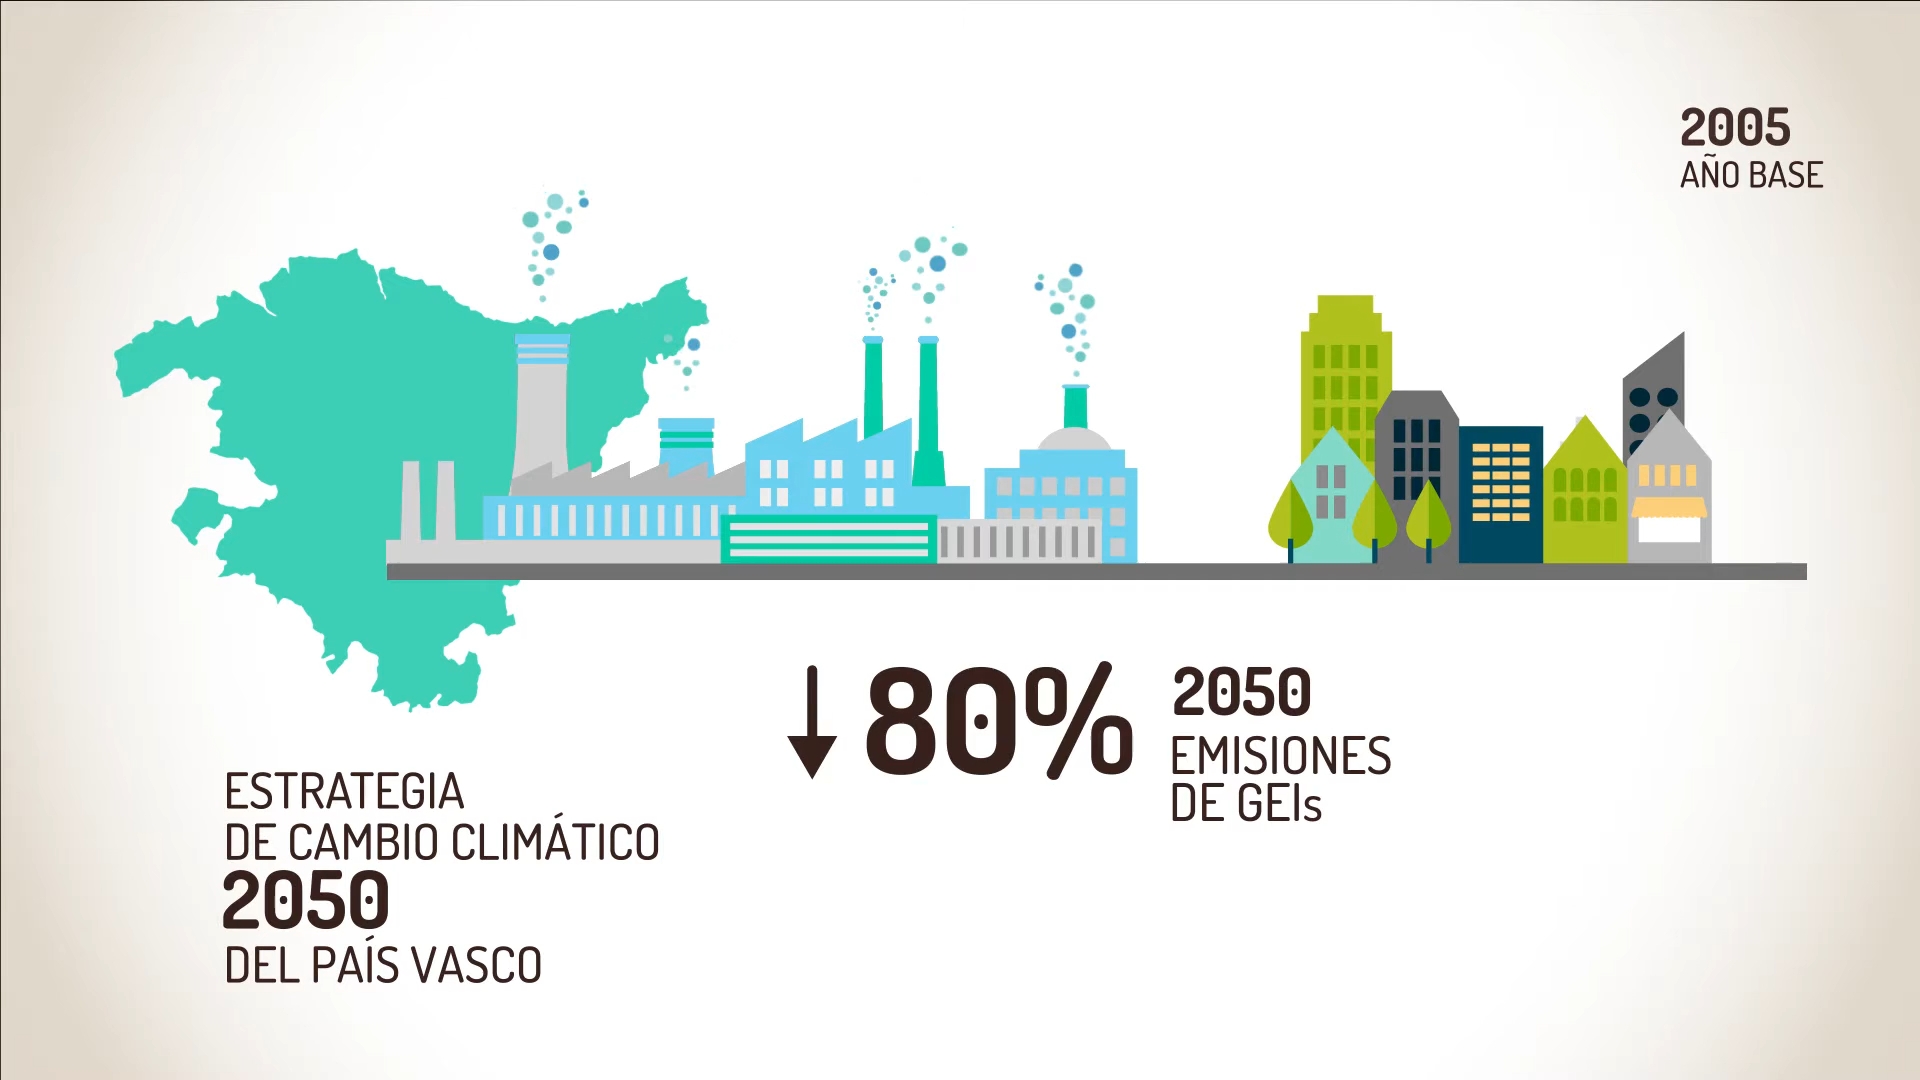 2005
AÑO BASE
↓80%
2050
EMISIONES
DE GEIs
ESTRATEGIA
DE CAMBIO CLIMÁTICO
2050
DEL PAÍS VASCO